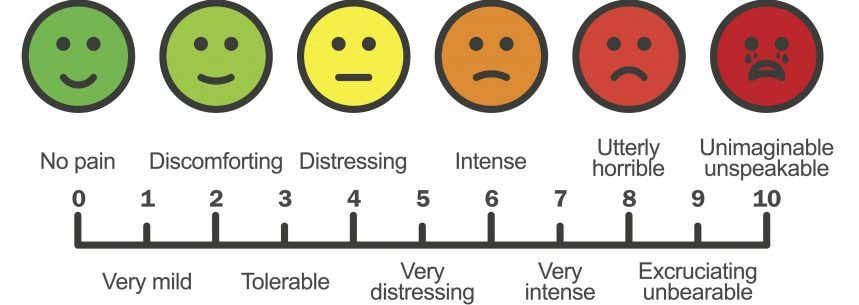 No pain Discomforting Distressing Intense Utterly horrible Unimaginable unspeakable
0 1 2 3 4 5 6 7 8 9 10
Very mild Tolerable Very distressing Very intense Excruciating unbearable